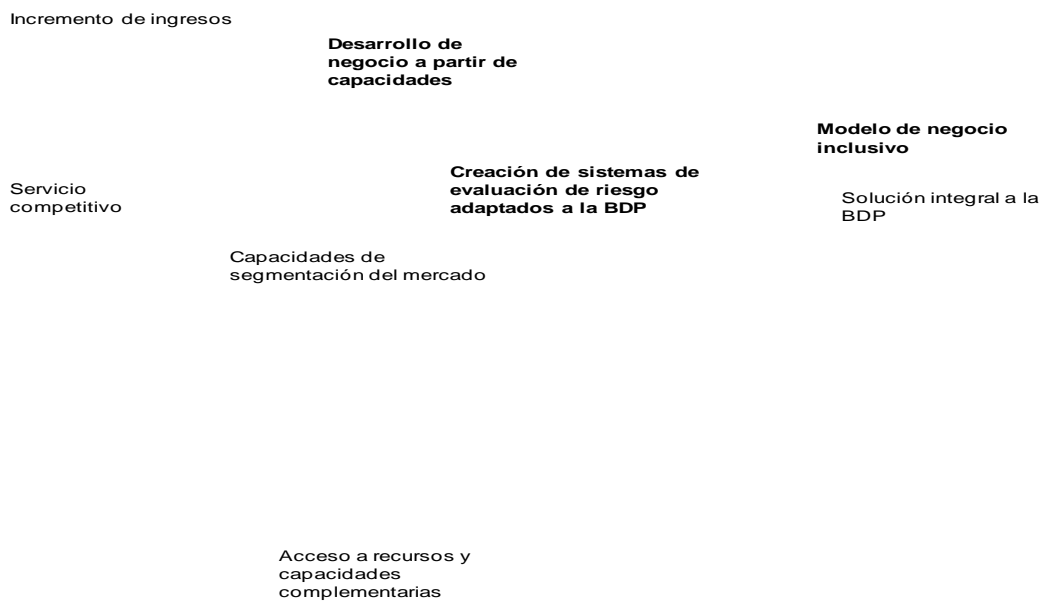 Incremento de ingresos
Desarrollo de
negocio a partir de
capacidades
Modelo de negocio
inclusivo
Creación de sistemas de
evaluación de riesgo
adaptados a la BDP
Servicio
competitivo
Solución integral a la
BDP
Capacidades de
segmentación del mercado
Acceso a recursos y
capacidades
complementarias